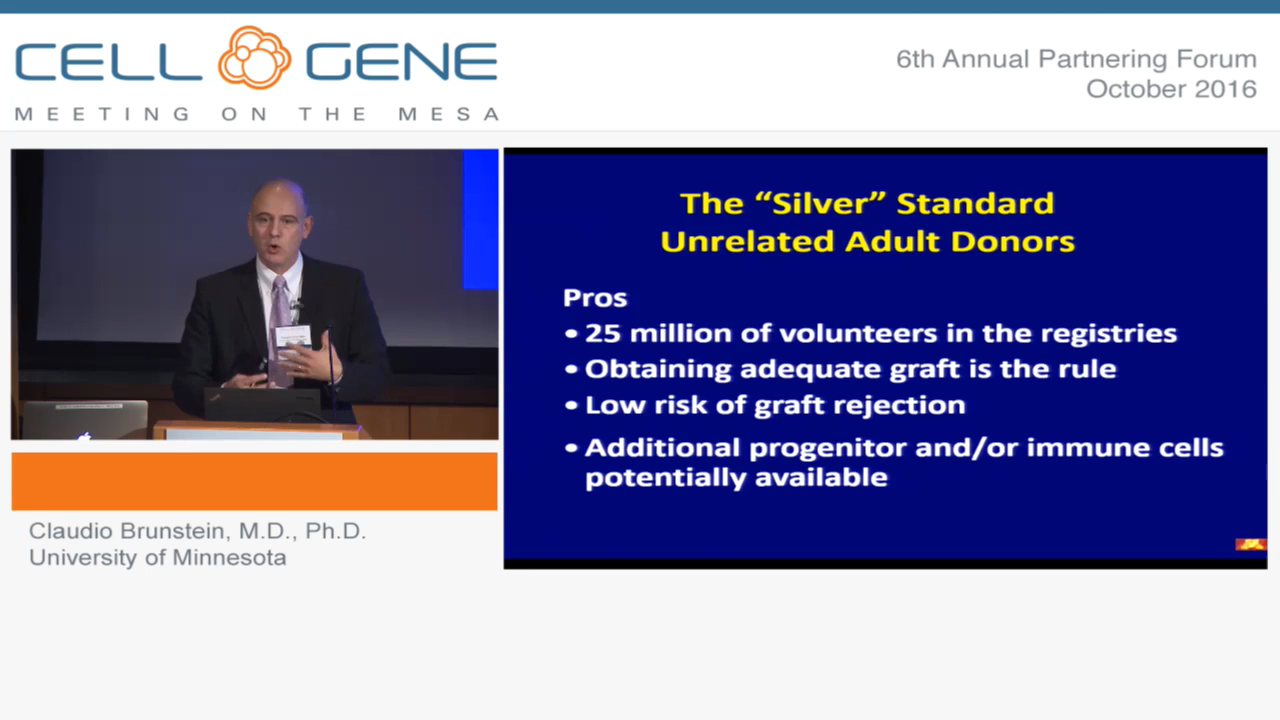 CELL GENE
MEETING ON THE MESA
6th Annual Partnering Forum
October 2016
The “Silver” Standard
Unrelated Adult Donors
Pros
• 25 million of volunteers in the registries
• Obtaining adequate graft is the rule
• Low risk of graft rejection
• Additional progenitor and/or immune cells
potentially available
Claudio Brunstein, M.D., Ph.D.
University of Minnesota